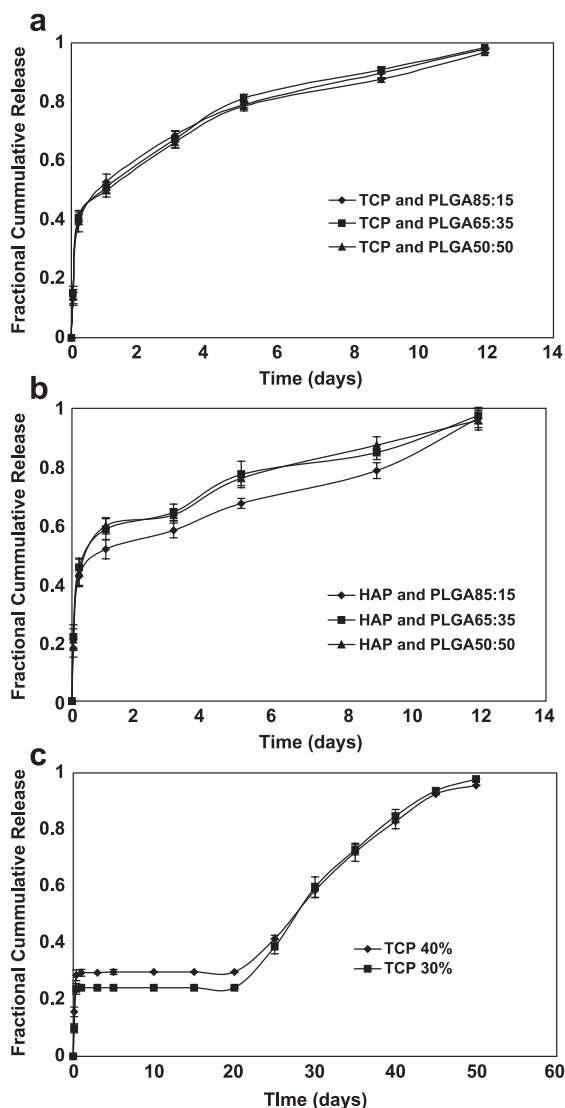 a
Fractional Cummulative Release
1
0.8
0.6
0.4
0.2
0
TCP and PLGA85:15
TCP and PLGA65:35
TCP and PLGA50:50
0 2 4 6 8 10 12 14
Time (days)
b
Fractional Cummulative Release
1
0.8
0.6
0.4
0.2
0
HAP and PLGA85:15
HAP and PLGA65:35
HAP and PLGA50:50
0 2 4 6 8 10 12 14
Time (days)
c
Fractional Cummulative Release
1
0.8
0.6
0.4
0.2
0
TCP 40%
TCP 30%
0 10 20 30 40 50 60
TIme (days)